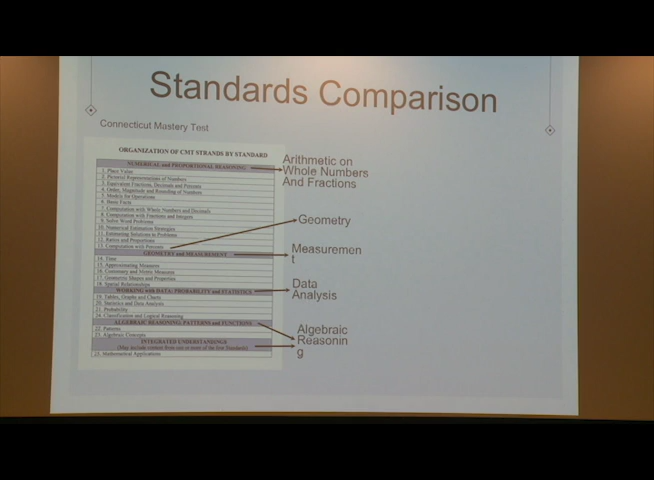 Standards Comparison
Connecticut Mastery Test
ORGANIZATION OF CMT STRANDS BY STANDARD
NUMERICAL and PROPORTIONAL REASONING
1. Place Value
2. Pictorial Representations of Numbers
3. Equivalent Fractions, Decimals and Percents
4. Order, Magnitude and Rounding of Numbers
5. Models for Operations
6. Basic Facts
7. Computation with Whole Numbers and Decimals
8. Computation with Fractions and Integers
9. Solve Word Problems
10. Numerical Estimation Strategies
11. Estimating Solutions to Problems
12. Ratios and Proportions
13. Computation with Percents
GEOMETRY and MEASUREMENT
14. Time
15. Approximating Measures
16. Customary and Metric Measures
17. Geometric Shapes and Properties
18. Spatial Relationships
WORKING with DATA: PROBABILITY and STATISTICS
19. Tables, Graphs and Charts
20. Statistics and Data Analysis
21. Probability
24. Classification and Logical Reasoning
ALGEBRAIC REASONING: PATTERNS and FUNCTIONS
22. Patterns
23. Algebraic Concepts
INTEGRATED UNDERSTANDINGS
25. Mathematical Applications
Arithmetic on
Whole Numbers
And Fractions
Geometry
Measuremen
t
Data
Analysis
Algebraic
Reasonin
g